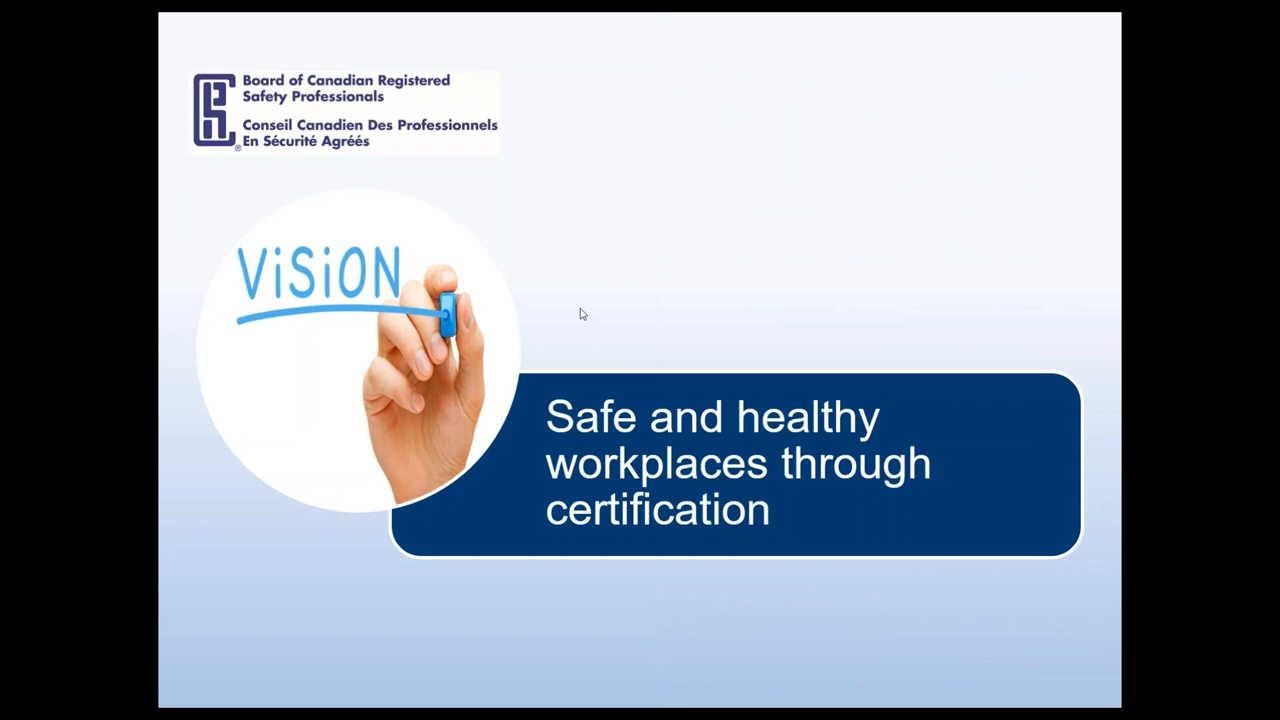 Board of Canadian Registered
Safety Professionals
Conseil Canadien Des Professionnels
En Sécurité Agréés
®
ViSiON
Safe and healthy
workplaces through
certification